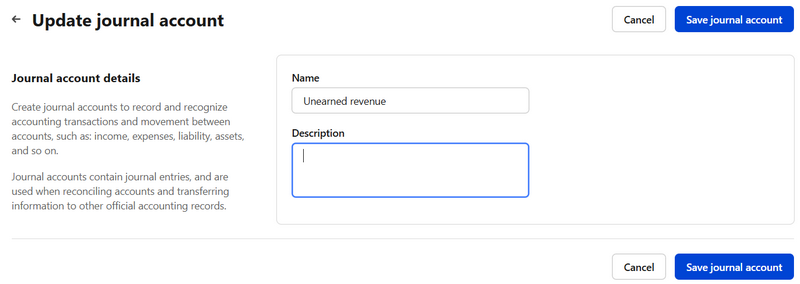 ← Update journal account
Cancel
Save journal account
Journal account details
Create journal accounts to record and recognize
accounting transactions and movement between
accounts, such as: income, expenses, liability, assets,
and so on.
Journal accounts contain journal entries, and are
used when reconciling accounts and transferring
information to other official accounting records.
Name
Unearned revenue
Description
Cancel
Save journal account